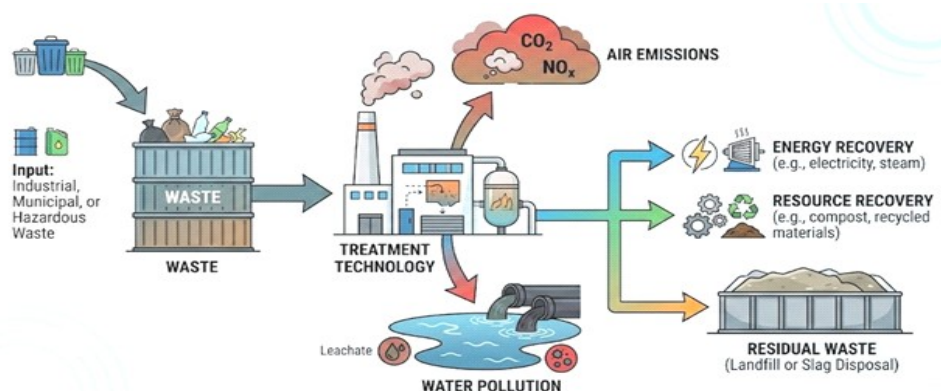 Input:
Industrial,
Municipal, or
Hazardous
Waste
WASTE
WASTE
TREATMENT
TECHNOLOGY
CO₂
NOₓ
AIR EMISSIONS
Leachate
WATER POLLUTION
ENERGY RECOVERY
(e.g., electricity, steam)
RESOURCE RECOVERY
(e.g., compost, recycled
materials)
RESIDUAL WASTE
(Landfill or Slag Disposal)